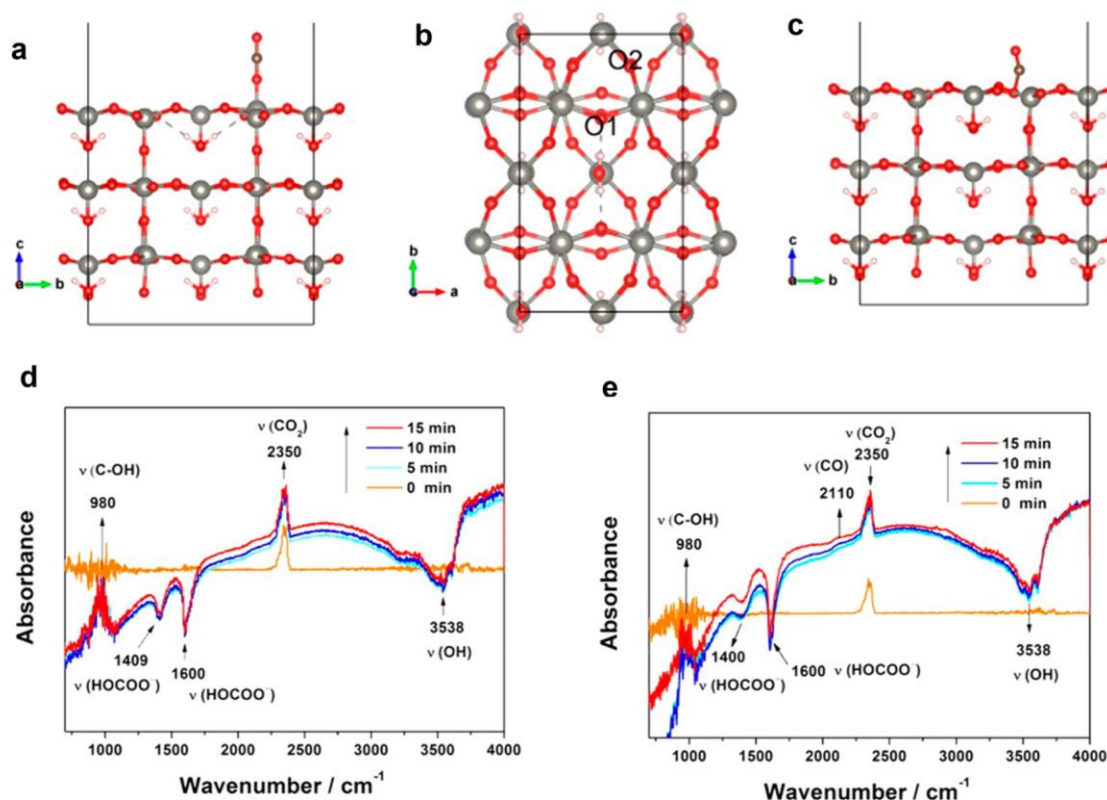 a
b
c
O2
O1
c
a
b
b
c
a
c
a
b
d
ν (CO₂)
2350
15 min
10 min
5 min
0 min
ν (C-OH)
980
1409
ν (HOCOO⁻)
1600
ν (HOCOO⁻)
3538
ν (OH)
Absorbance
1000 1500 2000 2500 3000 3500 4000
Wavenumber / cm⁻¹
e
ν (CO₂)
2350
ν (CO)
2110
15 min
10 min
5 min
0 min
ν (C-OH)
980
1400
ν (HOCOO⁻)
1600
ν (HOCOO⁻)
3538
ν (OH)
Absorbance
1000 1500 2000 2500 3000 3500 4000
Wavenumber / cm⁻¹